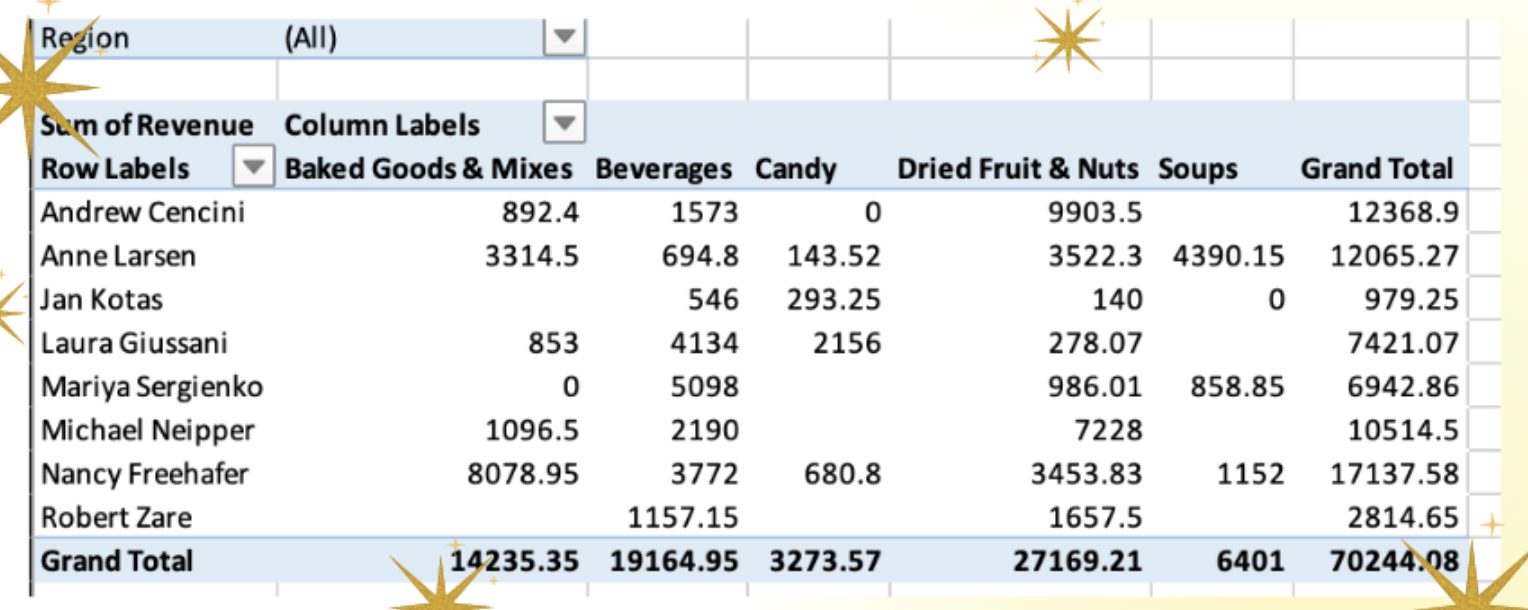 Region (All)
Sum of Revenue Column Labels
Row Labels Baked Goods & Mixes Beverages Candy Dried Fruit & Nuts Soups Grand Total
Andrew Cencini 892.4 1573 0 9903.5 12368.9
Anne Larsen 3314.5 694.8 143.52 3522.3 4390.15 12065.27
Jan Kotas 546 293.25 140 0 979.25
Laura Giussani 853 4134 2156 278.07 7421.07
Mariya Sergienko 0 5098 986.01 858.85 6942.86
Michael Neipper 1096.5 2190 7228 10514.5
Nancy Freehafer 8078.95 3772 680.8 3453.83 1152 17137.58
Robert Zare 1157.15 1657.5 2814.65
Grand Total 14235.35 19164.95 3273.57 27169.21 6401 70244.08